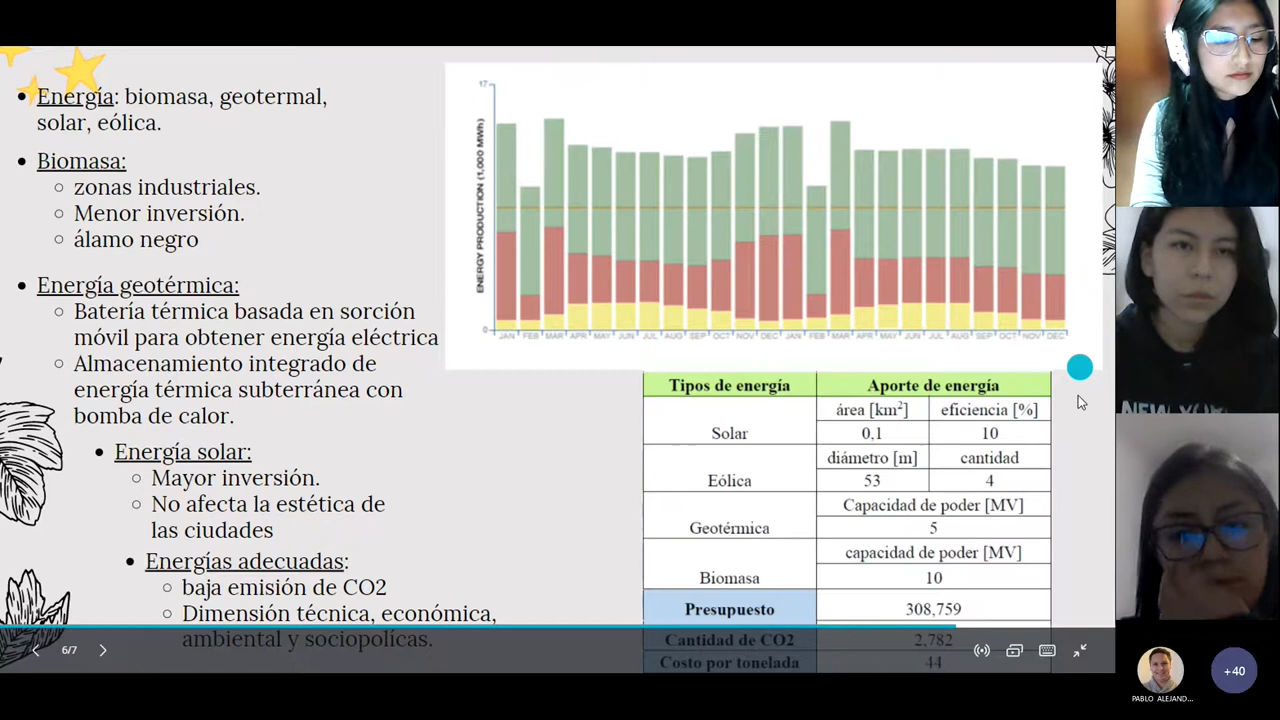 Energía: biomasa, geotermal,
solar, eólica.
Biomasa:
zonas industriales.
Menor inversión.
álamo negro
Energía geotérmica:
Batería térmica basada en sorción
móvil para obtener energía eléctrica
Almacenamiento integrado de
energía térmica subterránea con
bomba de calor.
Energía solar:
Mayor inversión.
No afecta la estética de
las ciudades
Energías adecuadas:
baja emisión de CO2
Dimensión técnica, económica,
ambiental y sociopolícas.
17
ENERGY PRODUCTION (1,000 MWh)
0
JAN FEB MAR APR MAY JUN JUL AUG SEP OCT NOV DEC JAN FEB MAR APR MAY JUN JUL AUG SEP OCT NOV DEC
Tipos de energía Aporte de energía
área [km²] eficiencia [%]
Solar 0,1 10
diámetro [m] cantidad
Eólica 53 4
Capacidad de poder [MV]
Geotérmica 5
capacidad de poder [MV]
Biomasa 10
Presupuesto 308,759
Cantidad de CO2 2,782
Costo por tonelada 44
6/7
NEW YORK
PABLO ALEJAND...
+40